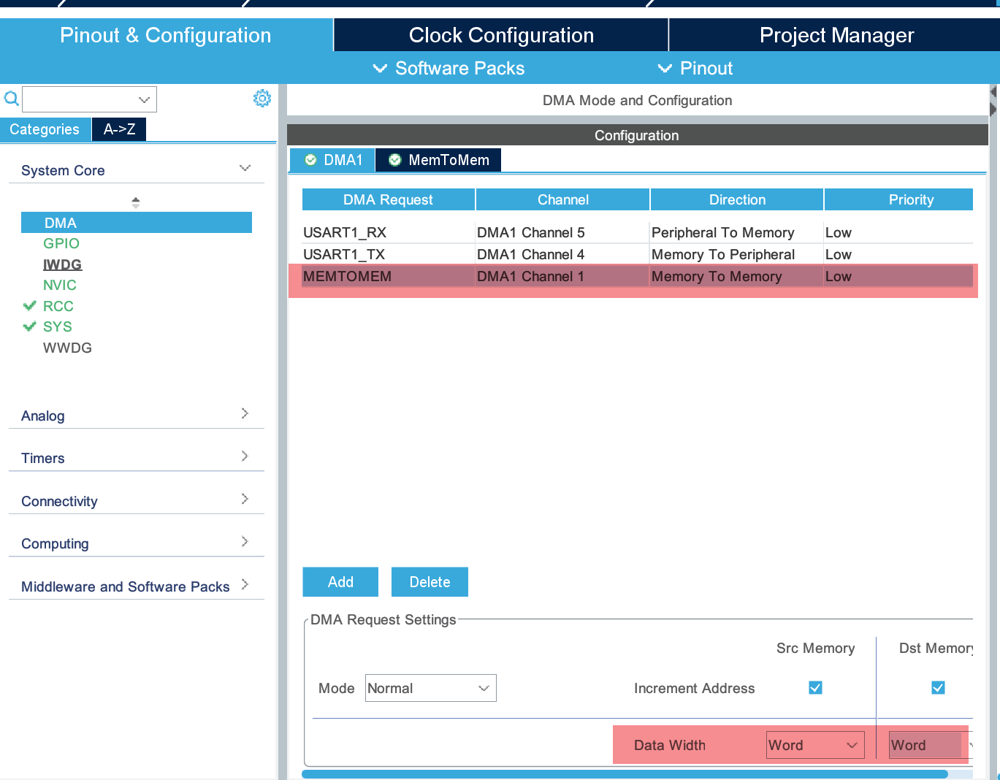 Pinout & Configuration
Clock Configuration
Project Manager
Software Packs
Pinout
Categories
A->Z
System Core
DMA
GPIO
IWDG
NVIC
RCC
SYS
WWDG
Analog
Timers
Connectivity
Computing
Middleware and Software Packs
DMA Mode and Configuration
Configuration
DMA1
MemToMem
DMA Request Channel Direction Priority
USART1_RX DMA1 Channel 5 Peripheral To Memory Low
USART1_TX DMA1 Channel 4 Memory To Peripheral Low
MEMTOMEM DMA1 Channel 1 Memory To Memory Low
Add
Delete
DMA Request Settings
Src Memory
Dst Memory
Mode Normal
Increment Address
Data Width Word Word